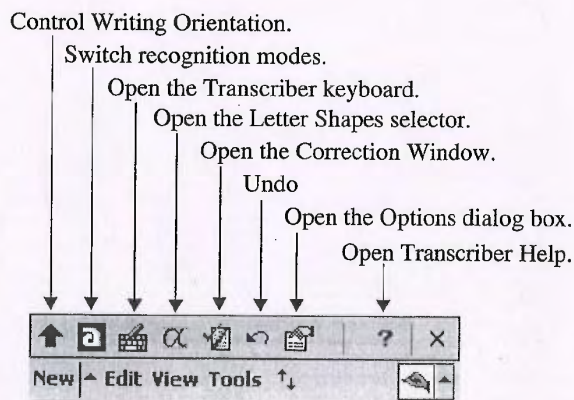 Control Writing Orientation.
Switch recognition modes.
Open the Transcriber keyboard.
Open the Letter Shapes selector.
Open the Correction Window.
Undo
Open the Options dialog box.
Open Transcriber Help.
a α ?
New Edit View Tools